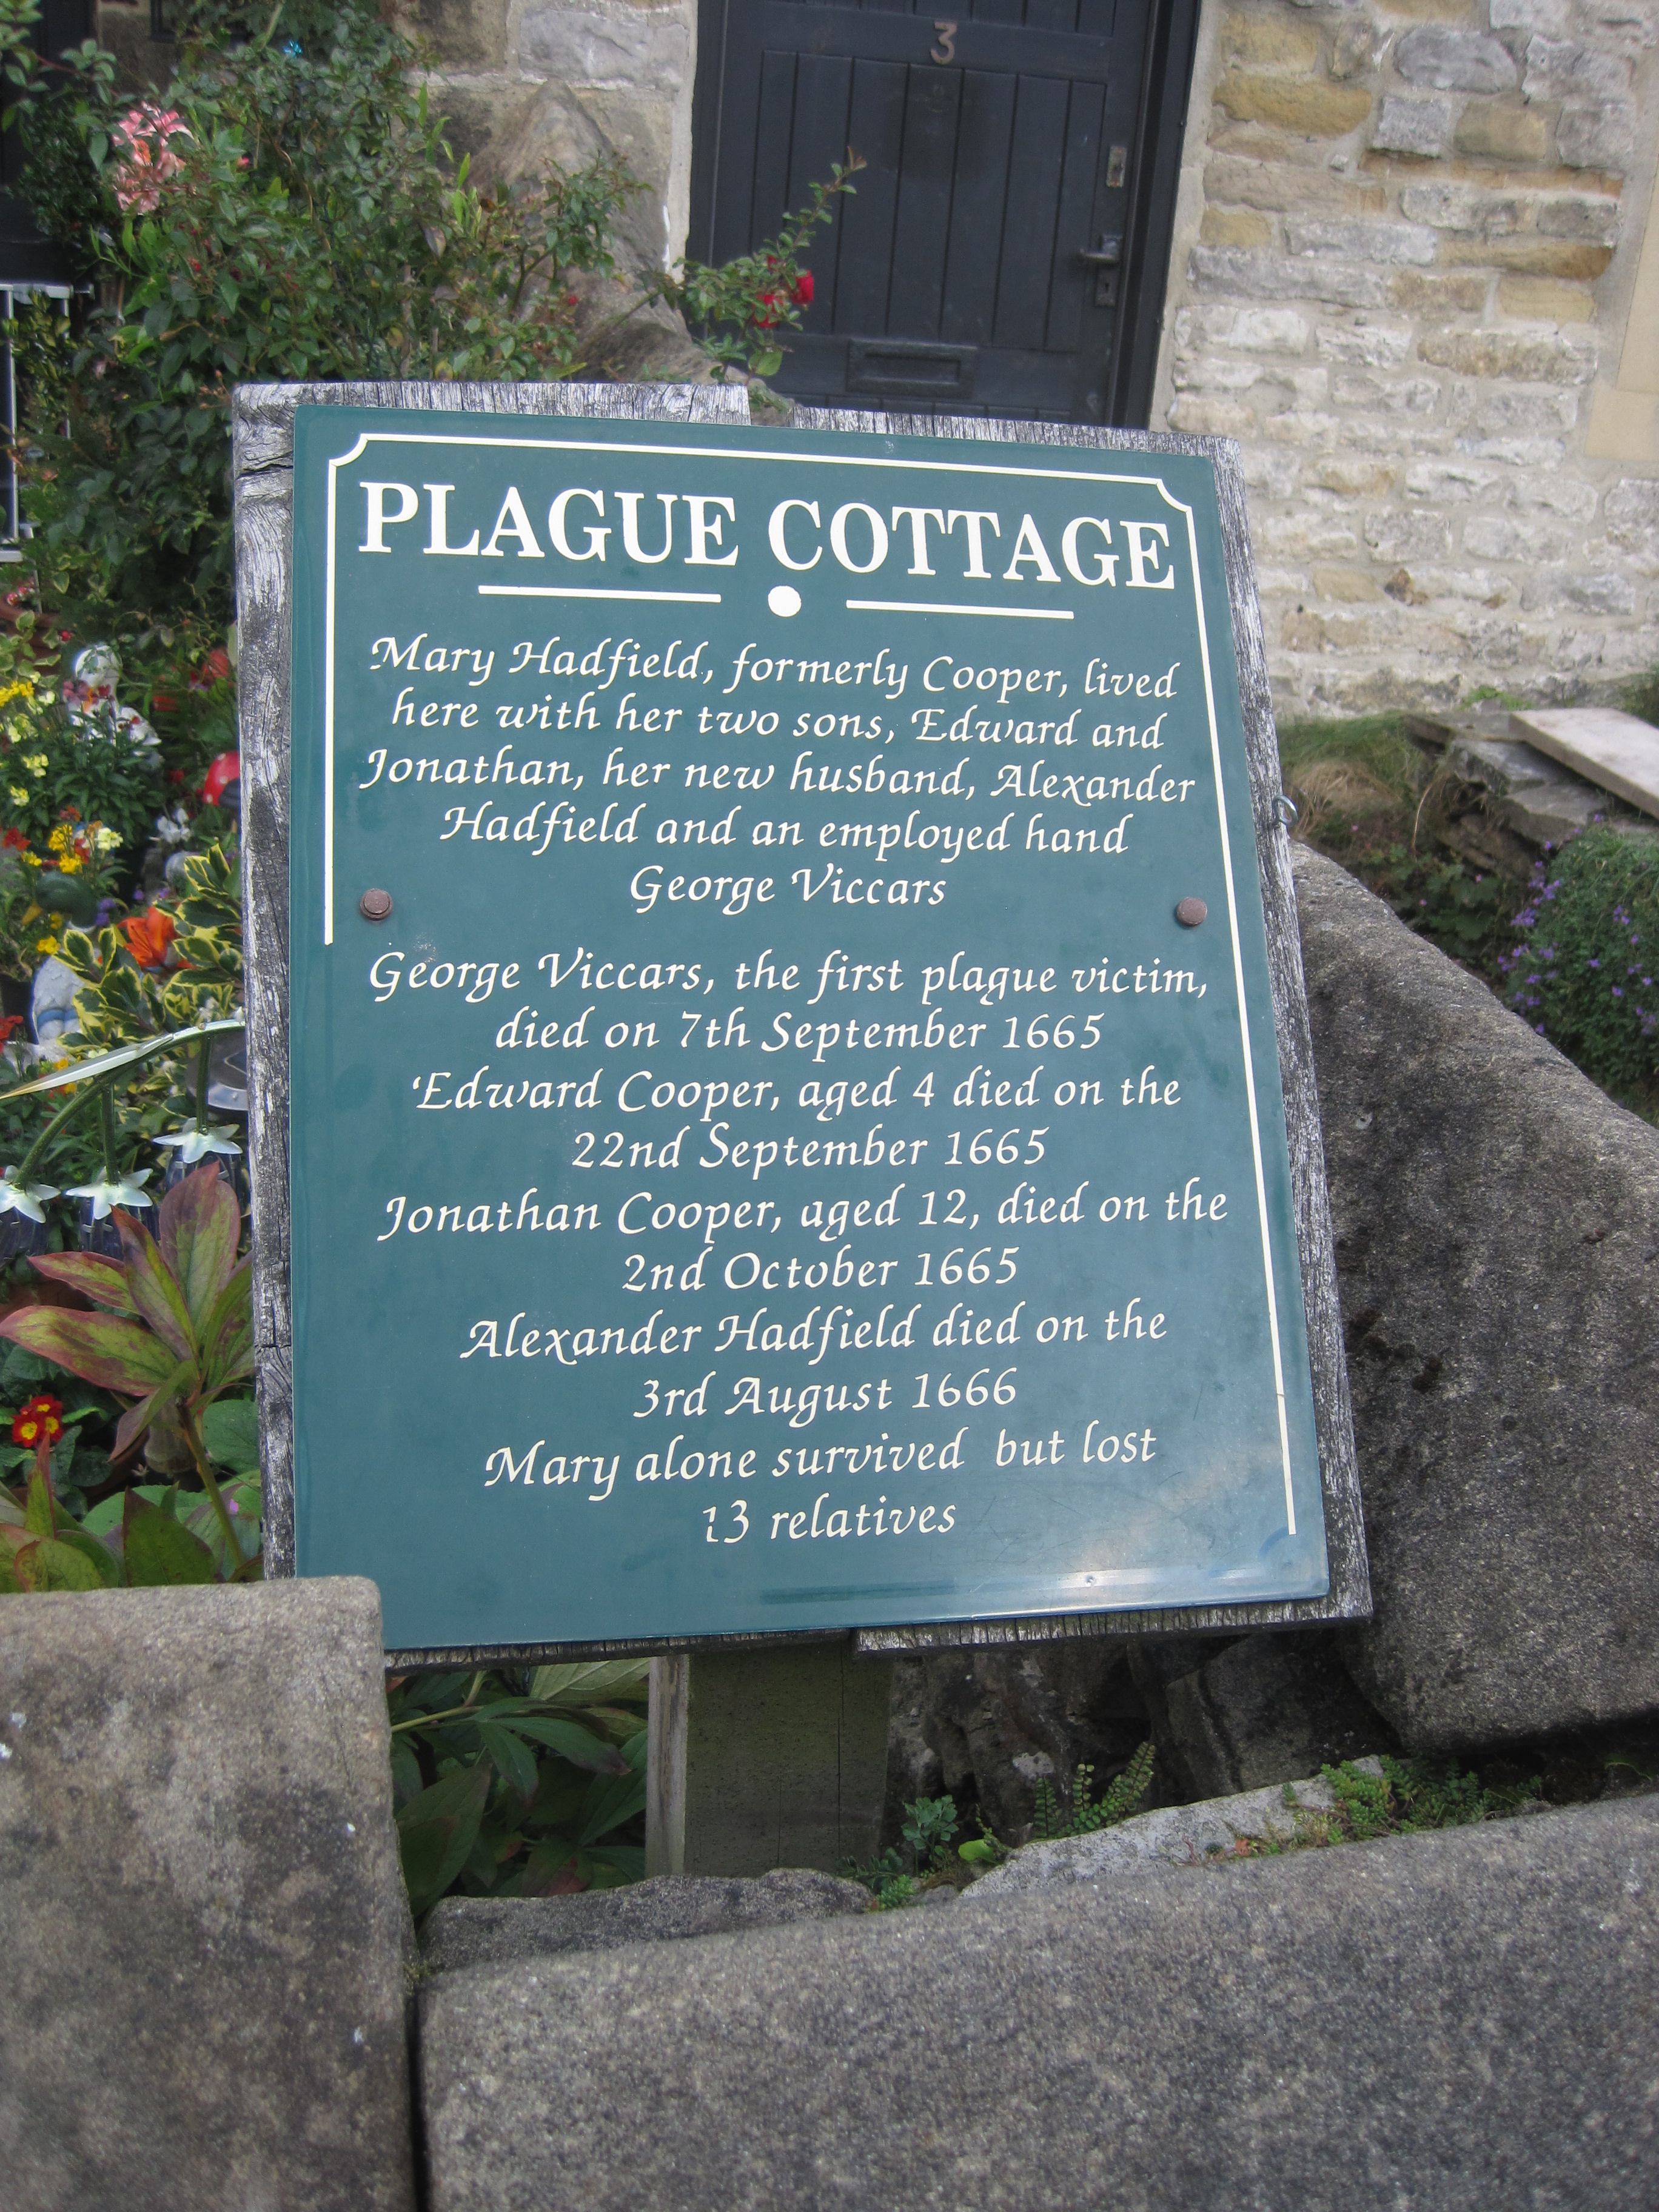 3
PLAGUE COTTAGE
Mary Hadfield, formerly Cooper, lived
here with her two sons, Edward and
Jonathan, her new husband, Alexander
Hadfield and an employed hand
George Viccars
George Viccars, the first plague victim,
died on 7th September 1665
Edward Cooper, aged 4 died on the
22nd September 1665
Jonathan Cooper, aged 12, died on the
2nd October 1665
Alexander Hadfield died on the
3rd August 1666
Mary alone survived but lost
13 relatives